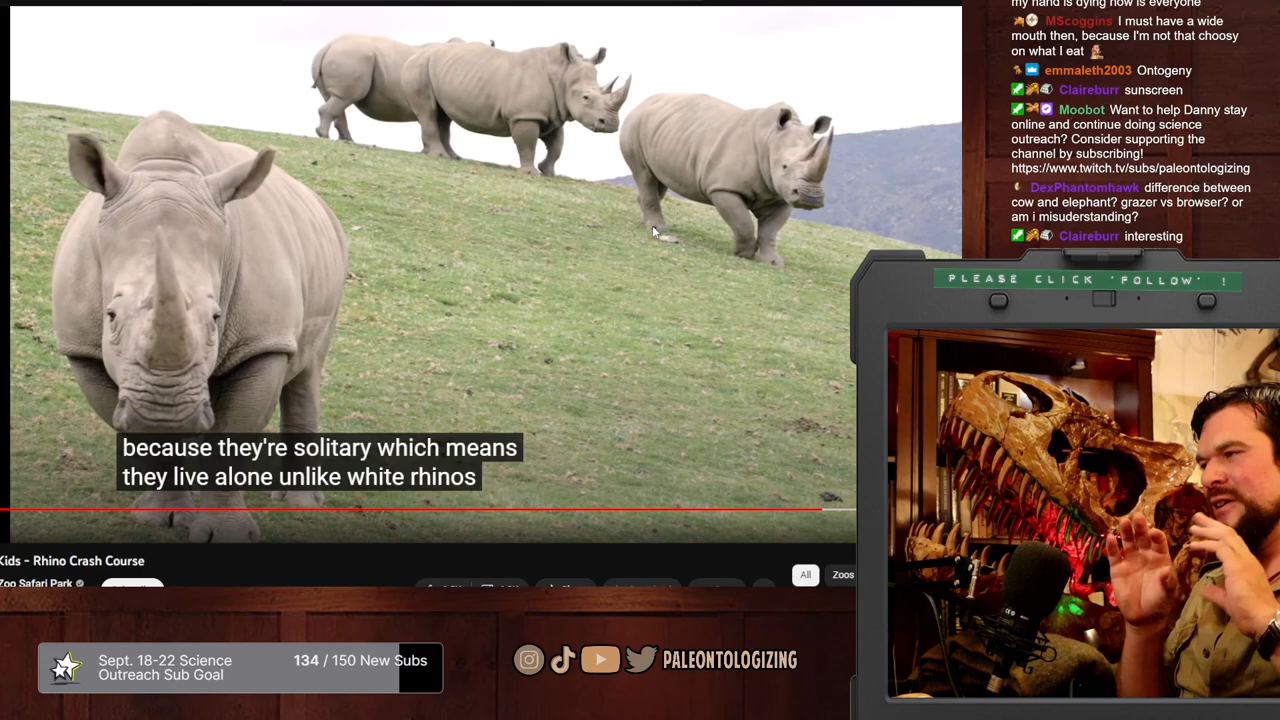 my hand is dying now is everyone
MScoggins I must have a wide
mouth then, because I'm not that choosy
on what I eat
emmaleth2003 Ontogeny
Claireburr sunscreen
Moobot Want to help Danny stay
online and continue doing science
outreach? Consider supporting the
channel by subscribing!
https://www.twitch.tv/subs/paleontologizing
DexPhantomhawk difference between
cow and elephant? grazer vs browser? or
am i misuderstanding?
Claireburr interesting
PLEASE CLICK 'FOLLOW' !
because they're solitary which means
they live alone unlike white rhinos
Kids - Rhino Crash Course
Zoo Safari Park
All Zoos
Sept. 18-22 Science 134 / 150 New Subs
Outreach Sub Goal
PALEONTOLOGIZING